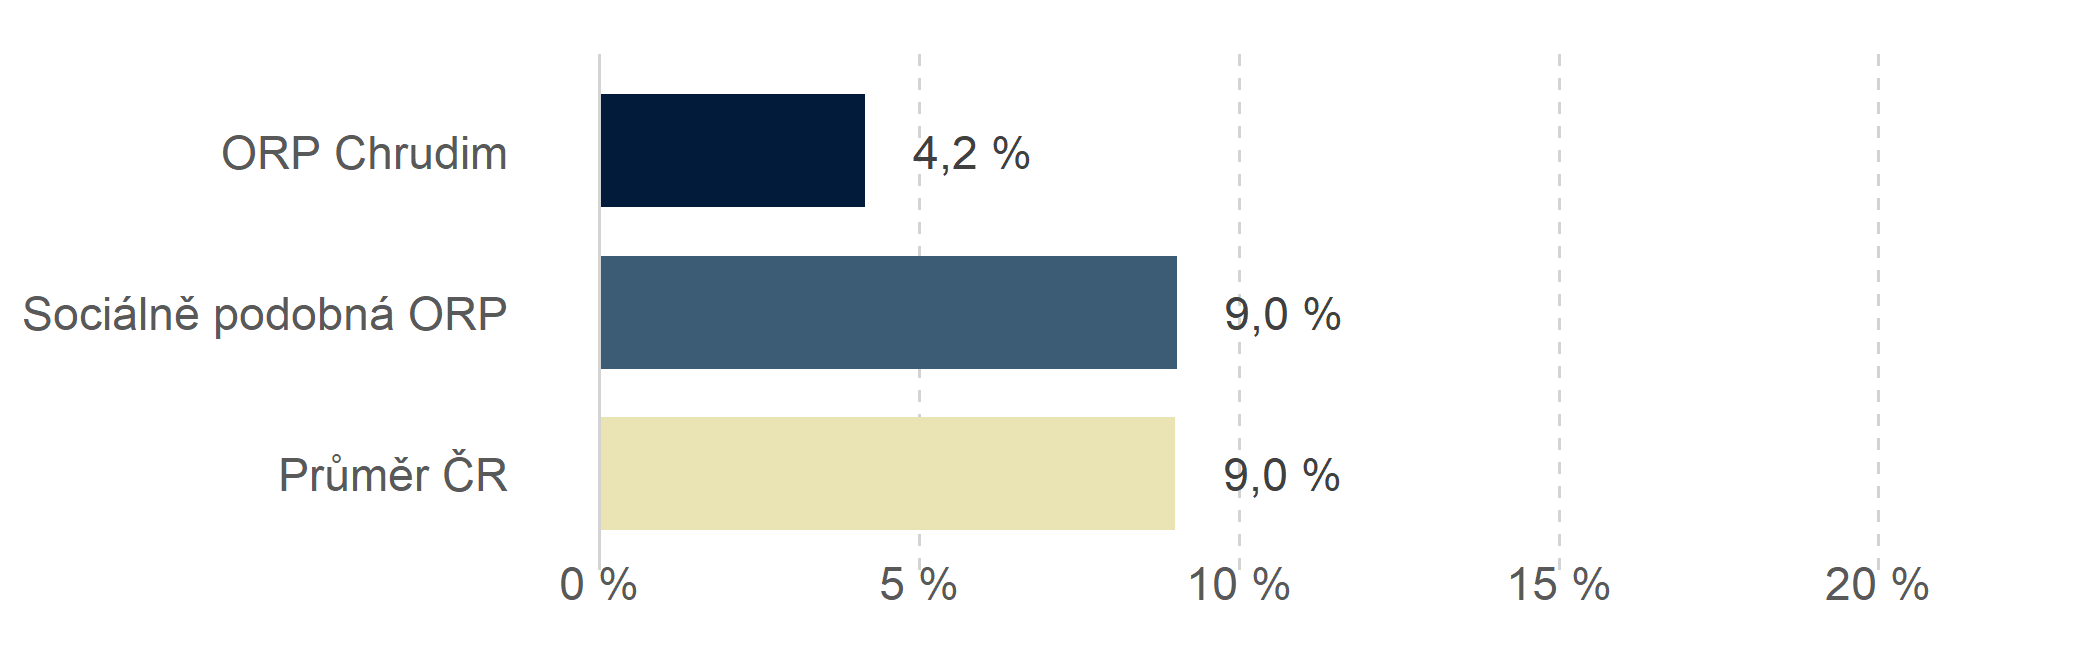 ORP Chrudim
4,2 %
Sociálně podobná ORP
9,0 %
Průměr ČR
9,0 %
0 %
5 %
10 %
15 %
20 %